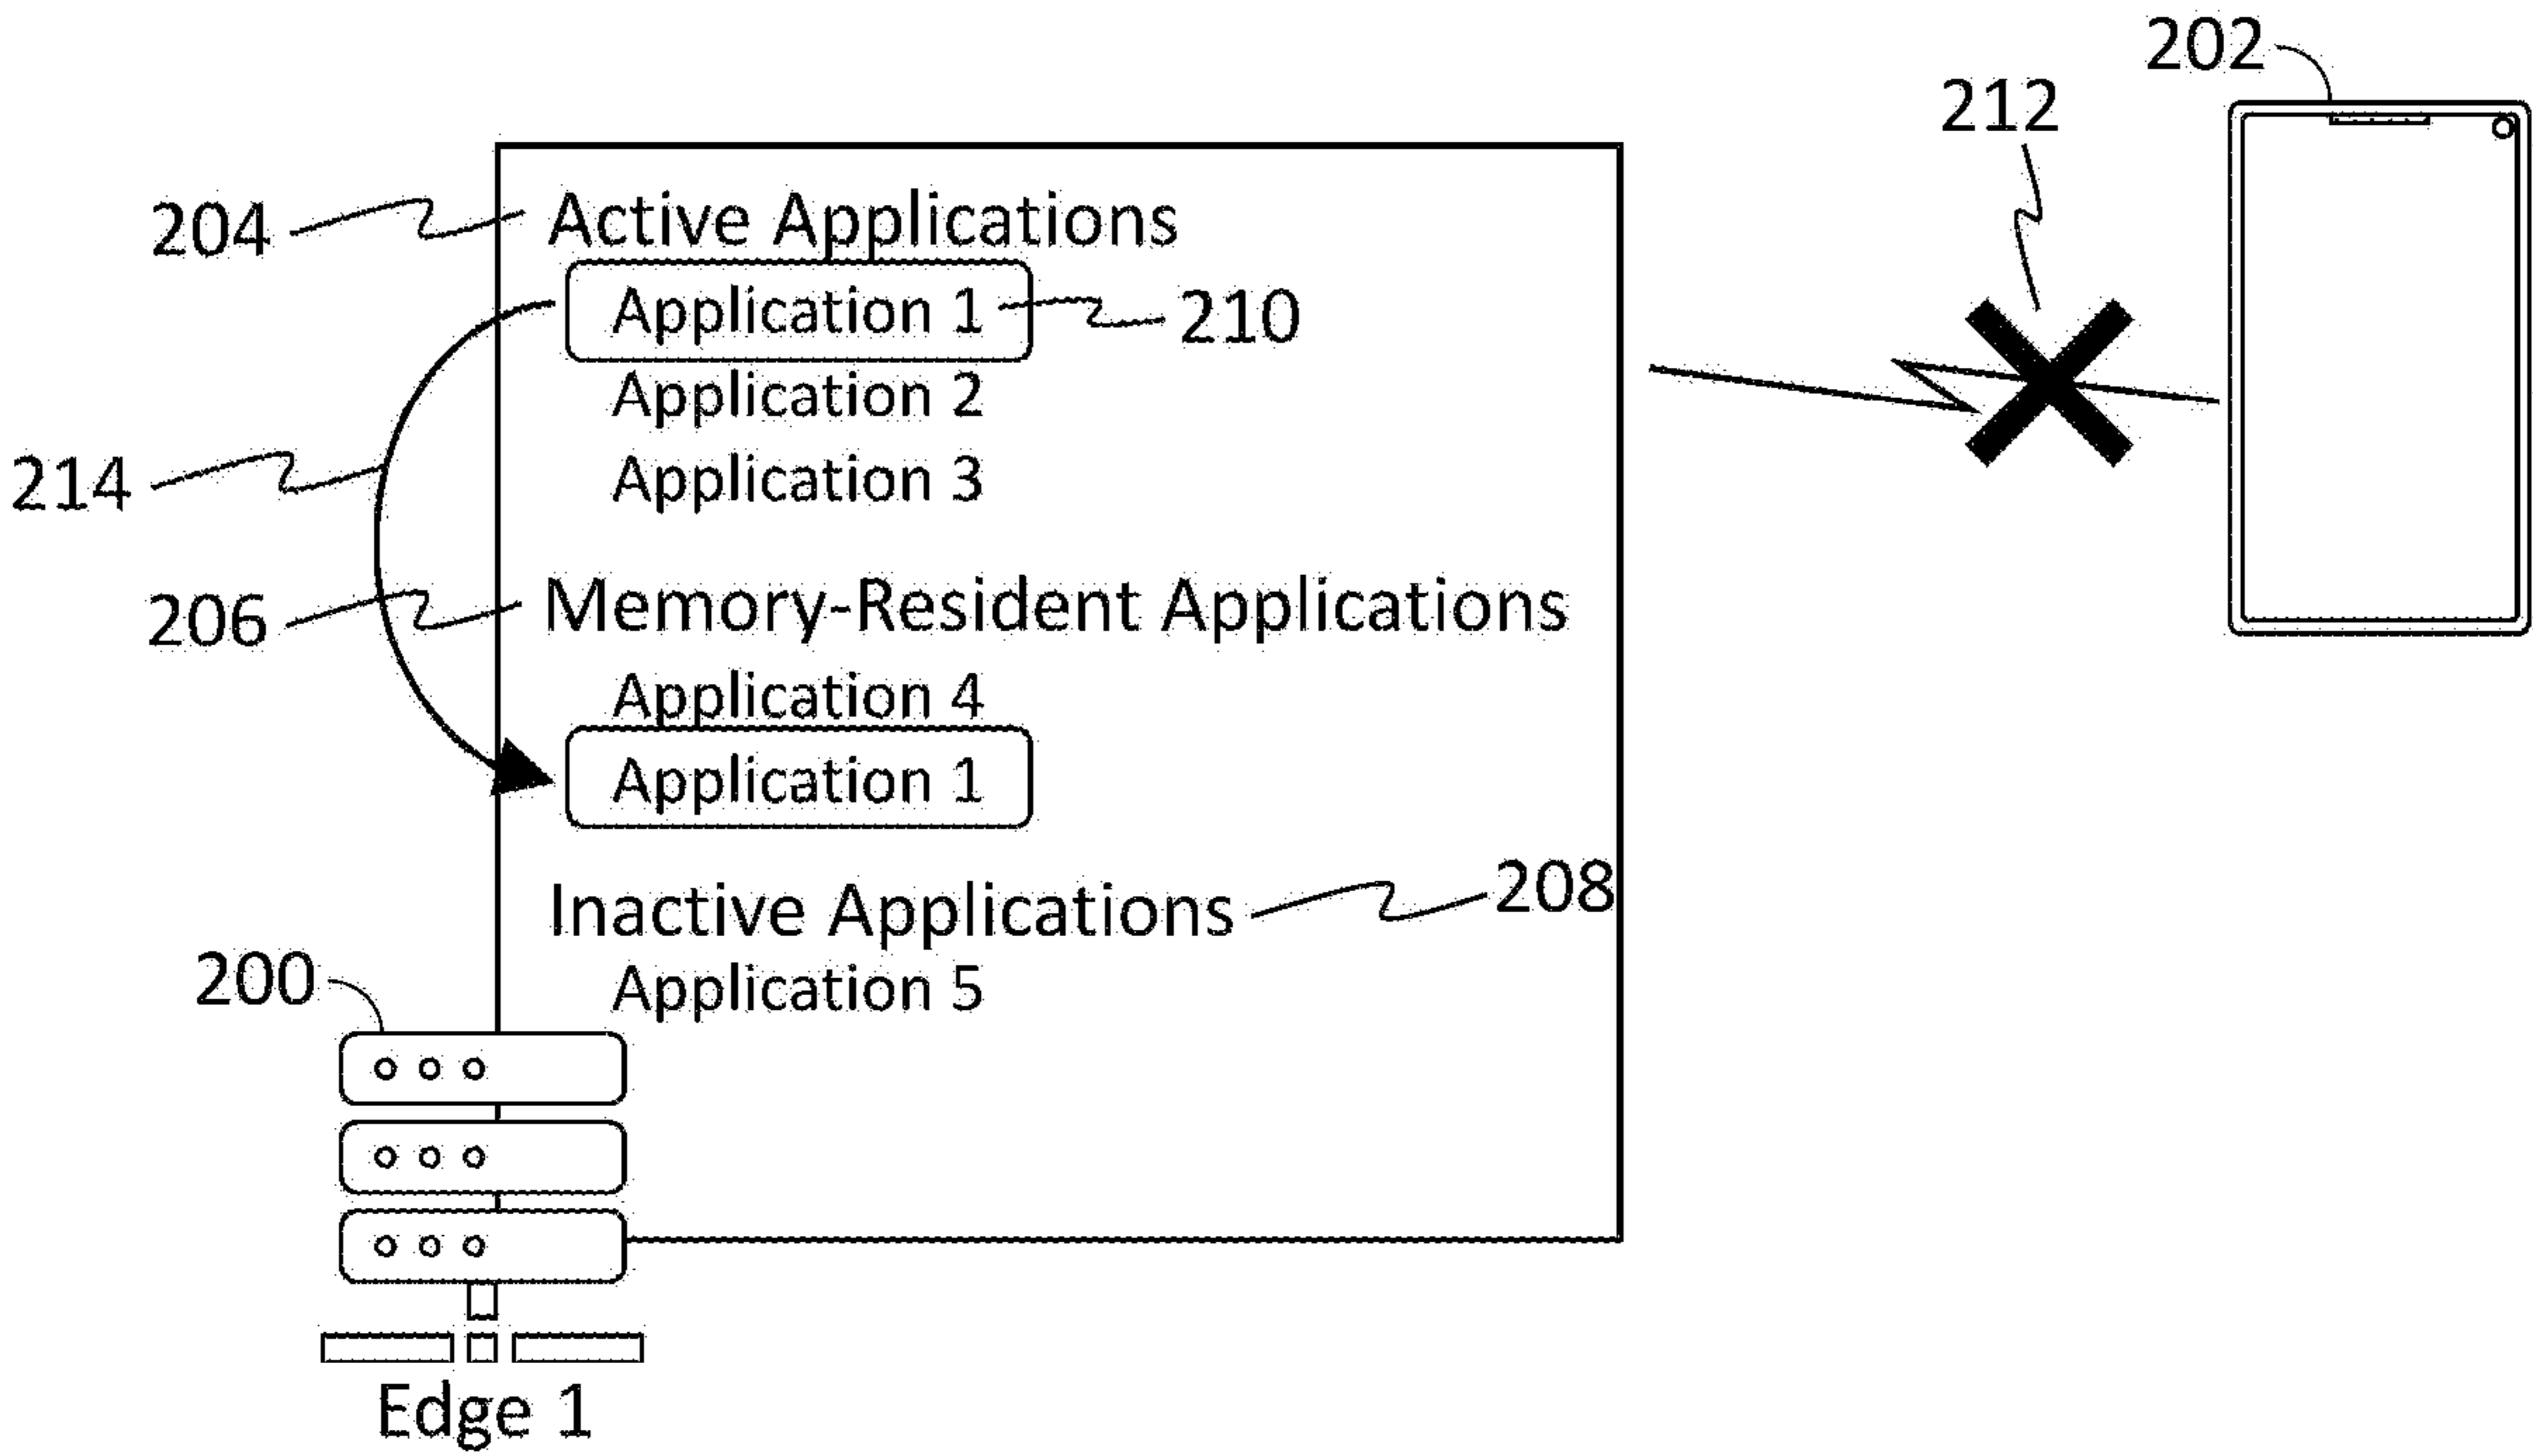 202
212
204 Active Applications
Application 1 210
Application 2
Application 3
214
206 Memory-Resident Applications
Application 4
Application 1
Inactive Applications 208
Application 5
200
Edge 1